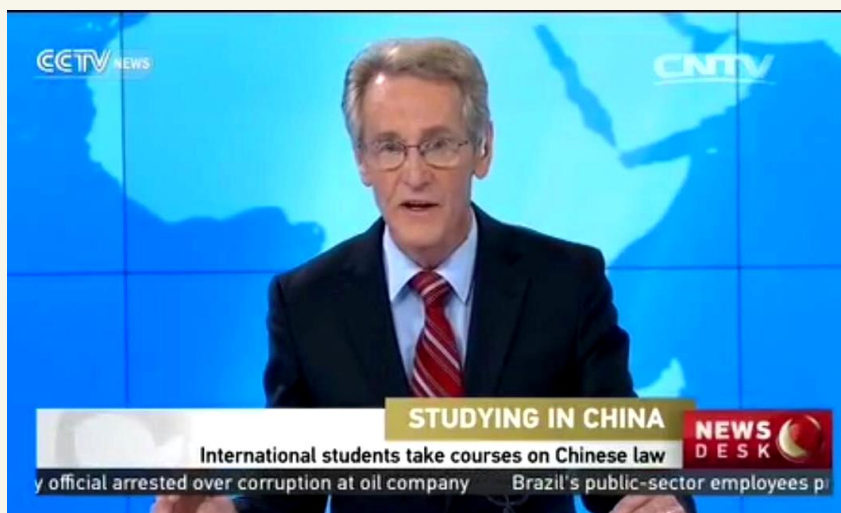 CCTV NEWS
CNTV
STUDYING IN CHINA
NEWS
DESK
International students take courses on Chinese law
y official arrested over corruption at oil company Brazil's public-sector employees p